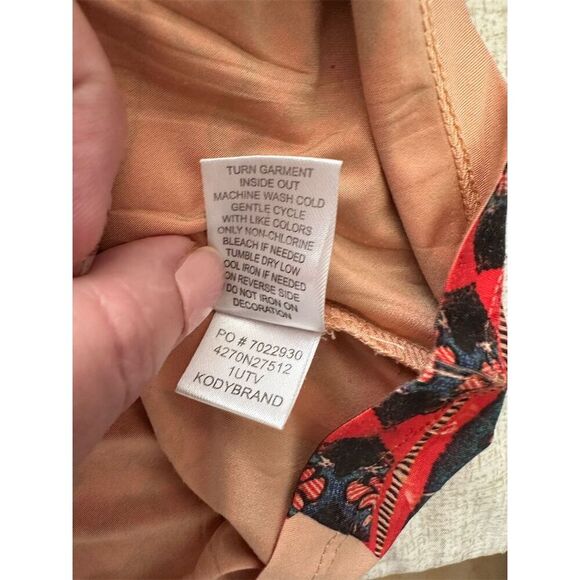 TURN GARMENT
INSIDE OUT
MACHINE WASH COLD
GENTLE CYCLE
WITH LIKE COLORS
ONLY NON-CHLORINE
BLEACH IF NEEDED
TUMBLE DRY LOW
OOL IRON IF NEEDED
ON REVERSE SIDE
DO NOT IRON ON
DECORATION
PO # 7022930
4270N27512
1UTV
KODYBRAND